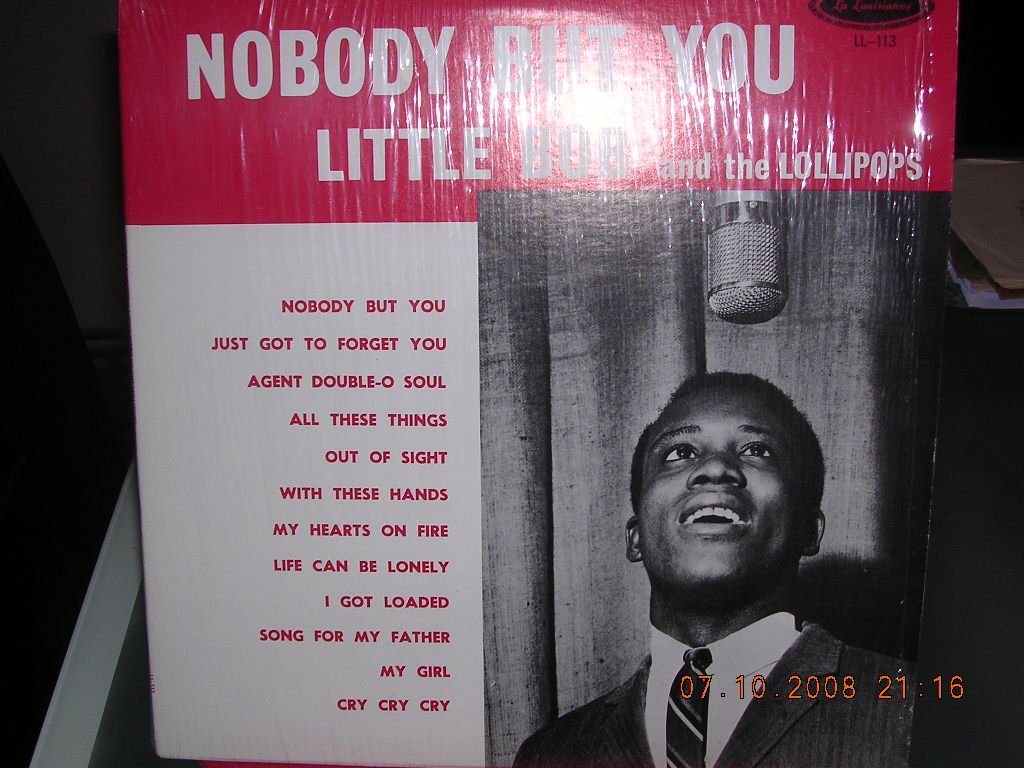 La Louisianne
LL-113
NOBODY BUT YOU
LITTLE BOB and the LOLLIPOPS
NOBODY BUT YOU
JUST GOT TO FORGET YOU
AGENT DOUBLE-O SOUL
ALL THESE THINGS
OUT OF SIGHT
WITH THESE HANDS
MY HEARTS ON FIRE
LIFE CAN BE LONELY
I GOT LOADED
SONG FOR MY FATHER
MY GIRL
CRY CRY CRY
07.10.2008 21:16